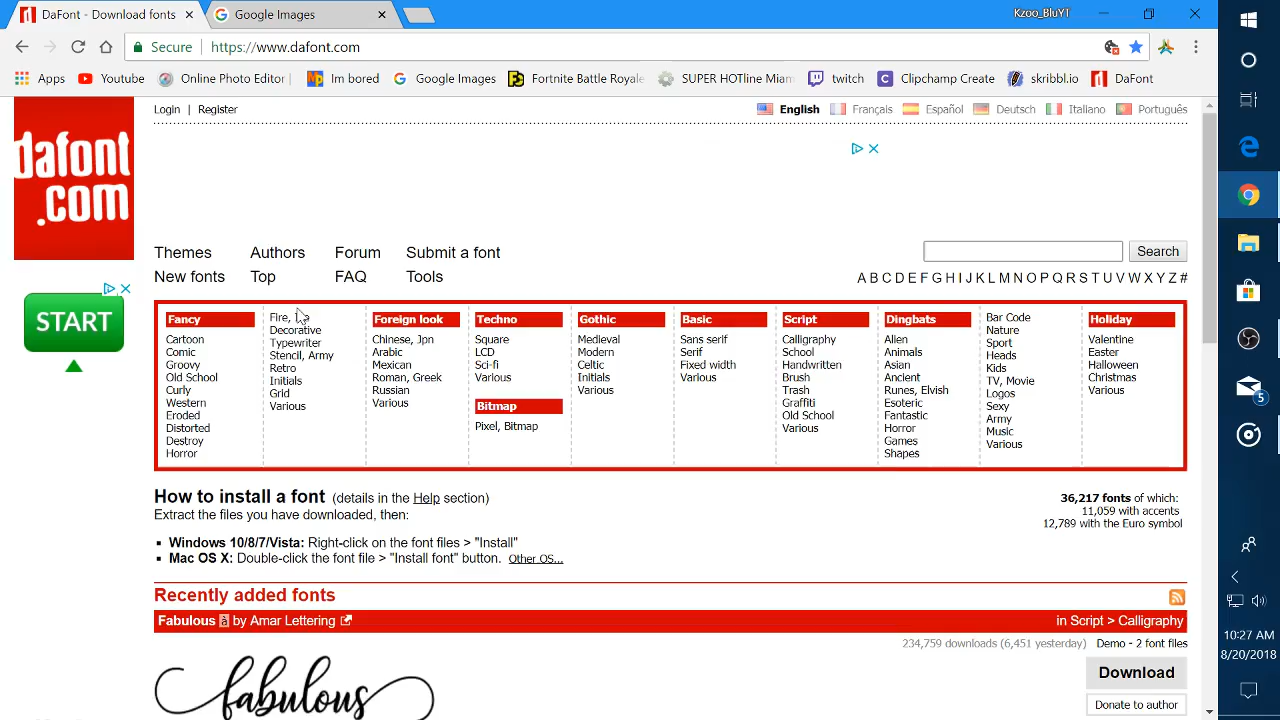 DaFont - Download fonts
Google Images
Kzoo_BluYT
Secure
https://www.dafont.com
Apps
Youtube
Online Photo Editor
Im bored
Google Images
Fortnite Battle Royale
SUPERHOTline Miam
twitch
Clipchamp Create
skribbl.io
DaFont
Login | Register
English
Français
Español
Deutsch
Italiano
Português
dafont
.com
Themes
Authors
Forum
Submit a font
Search
New fonts
Top
FAQ
Tools
A B C D E F G H I J K L M N O P Q R S T U V W X Y Z #
START
Fancy
Cartoon
Comic
Groovy
Old School
Curly
Western
Eroded
Distorted
Destroy
Horror
Fire,
Decorative
Typewriter
Stencil, Army
Retro
Initials
Grid
Various
Foreign look
Chinese, Jpn
Arabic
Mexican
Roman, Greek
Russian
Various
Techno
Square
LCD
Sci-fi
Various
Bitmap
Pixel, Bitmap
Gothic
Medieval
Modern
Celtic
Initials
Various
Basic
Sans serif
Serif
Fixed width
Various
Script
Calligraphy
School
Handwritten
Brush
Trash
Graffiti
Old School
Various
Dingbats
Alien
Animals
Asian
Ancient
Runes, Elvish
Esoteric
Fantastic
Horror
Games
Shapes
Bar Code
Nature
Sport
Heads
Kids
TV, Movie
Logos
Sexy
Army
Music
Various
Holiday
Valentine
Easter
Halloween
Christmas
Various
How to install a font (details in the Help section)
Extract the files you have downloaded, then:
Windows 10/8/7/Vista: Right-click on the font files > "Install"
Mac OS X: Double-click the font file > "Install font" button. Other OS...
36,217 fonts of which:
11,059 with accents
12,789 with the Euro symbol
Recently added fonts
Fabulous à by Amar Lettering
in Script > Calligraphy
234,759 downloads (6,451 yesterday)
Demo - 2 font files
fabulous
Download
Donate to author
5
10:27 AM
8/20/2018